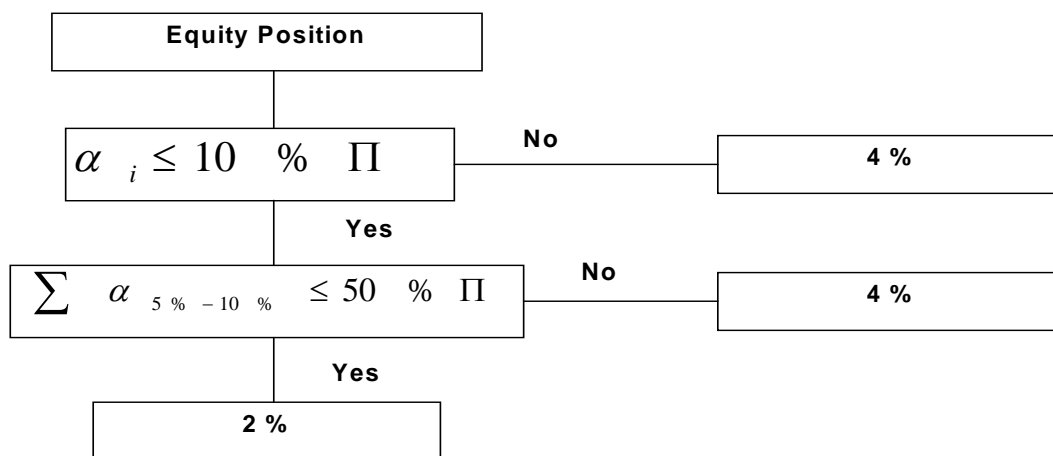 Equity Position
α i ≤ 10 % Π
No
4 %
Yes
∑ α 5 % – 10 % ≤ 50 % Π
No
4 %
Yes
2 %